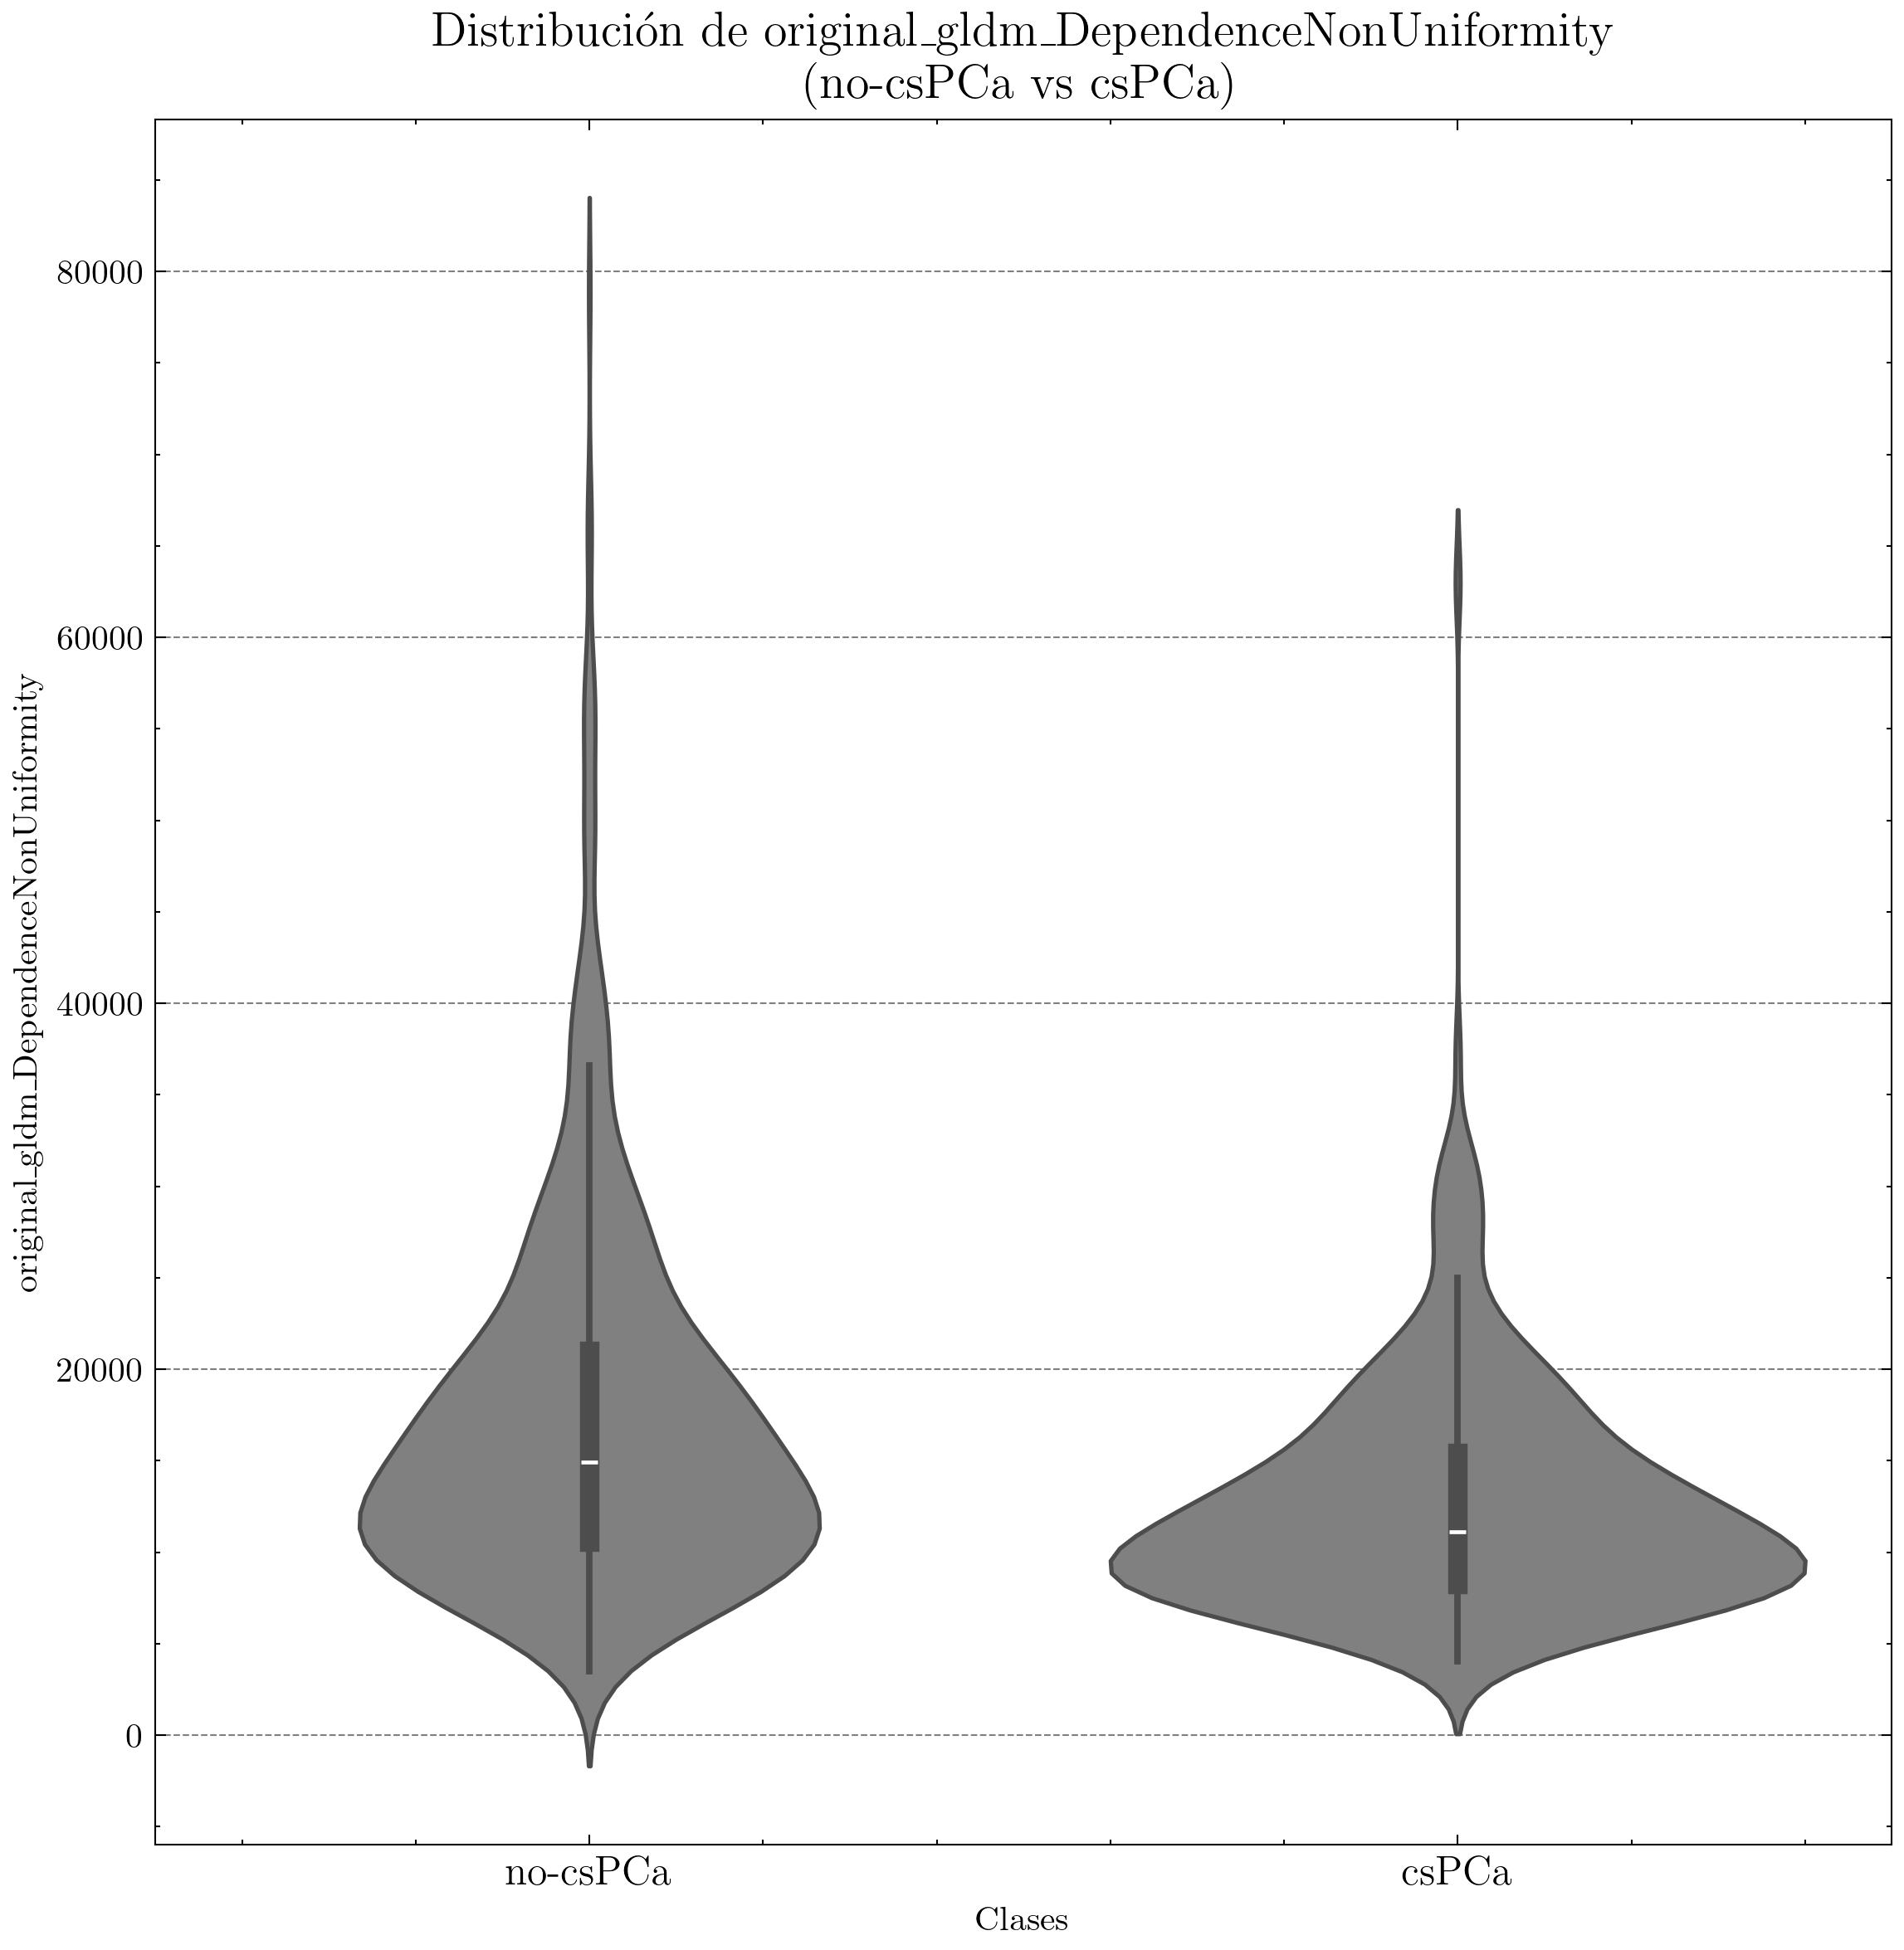 Distribución de original_gldm_DependenceNonUniformity
(no-csPCa vs csPCa)
original_gldm_DependenceNonUniformity
80000
60000
40000
20000
0
no-csPCa
csPCa
Clases